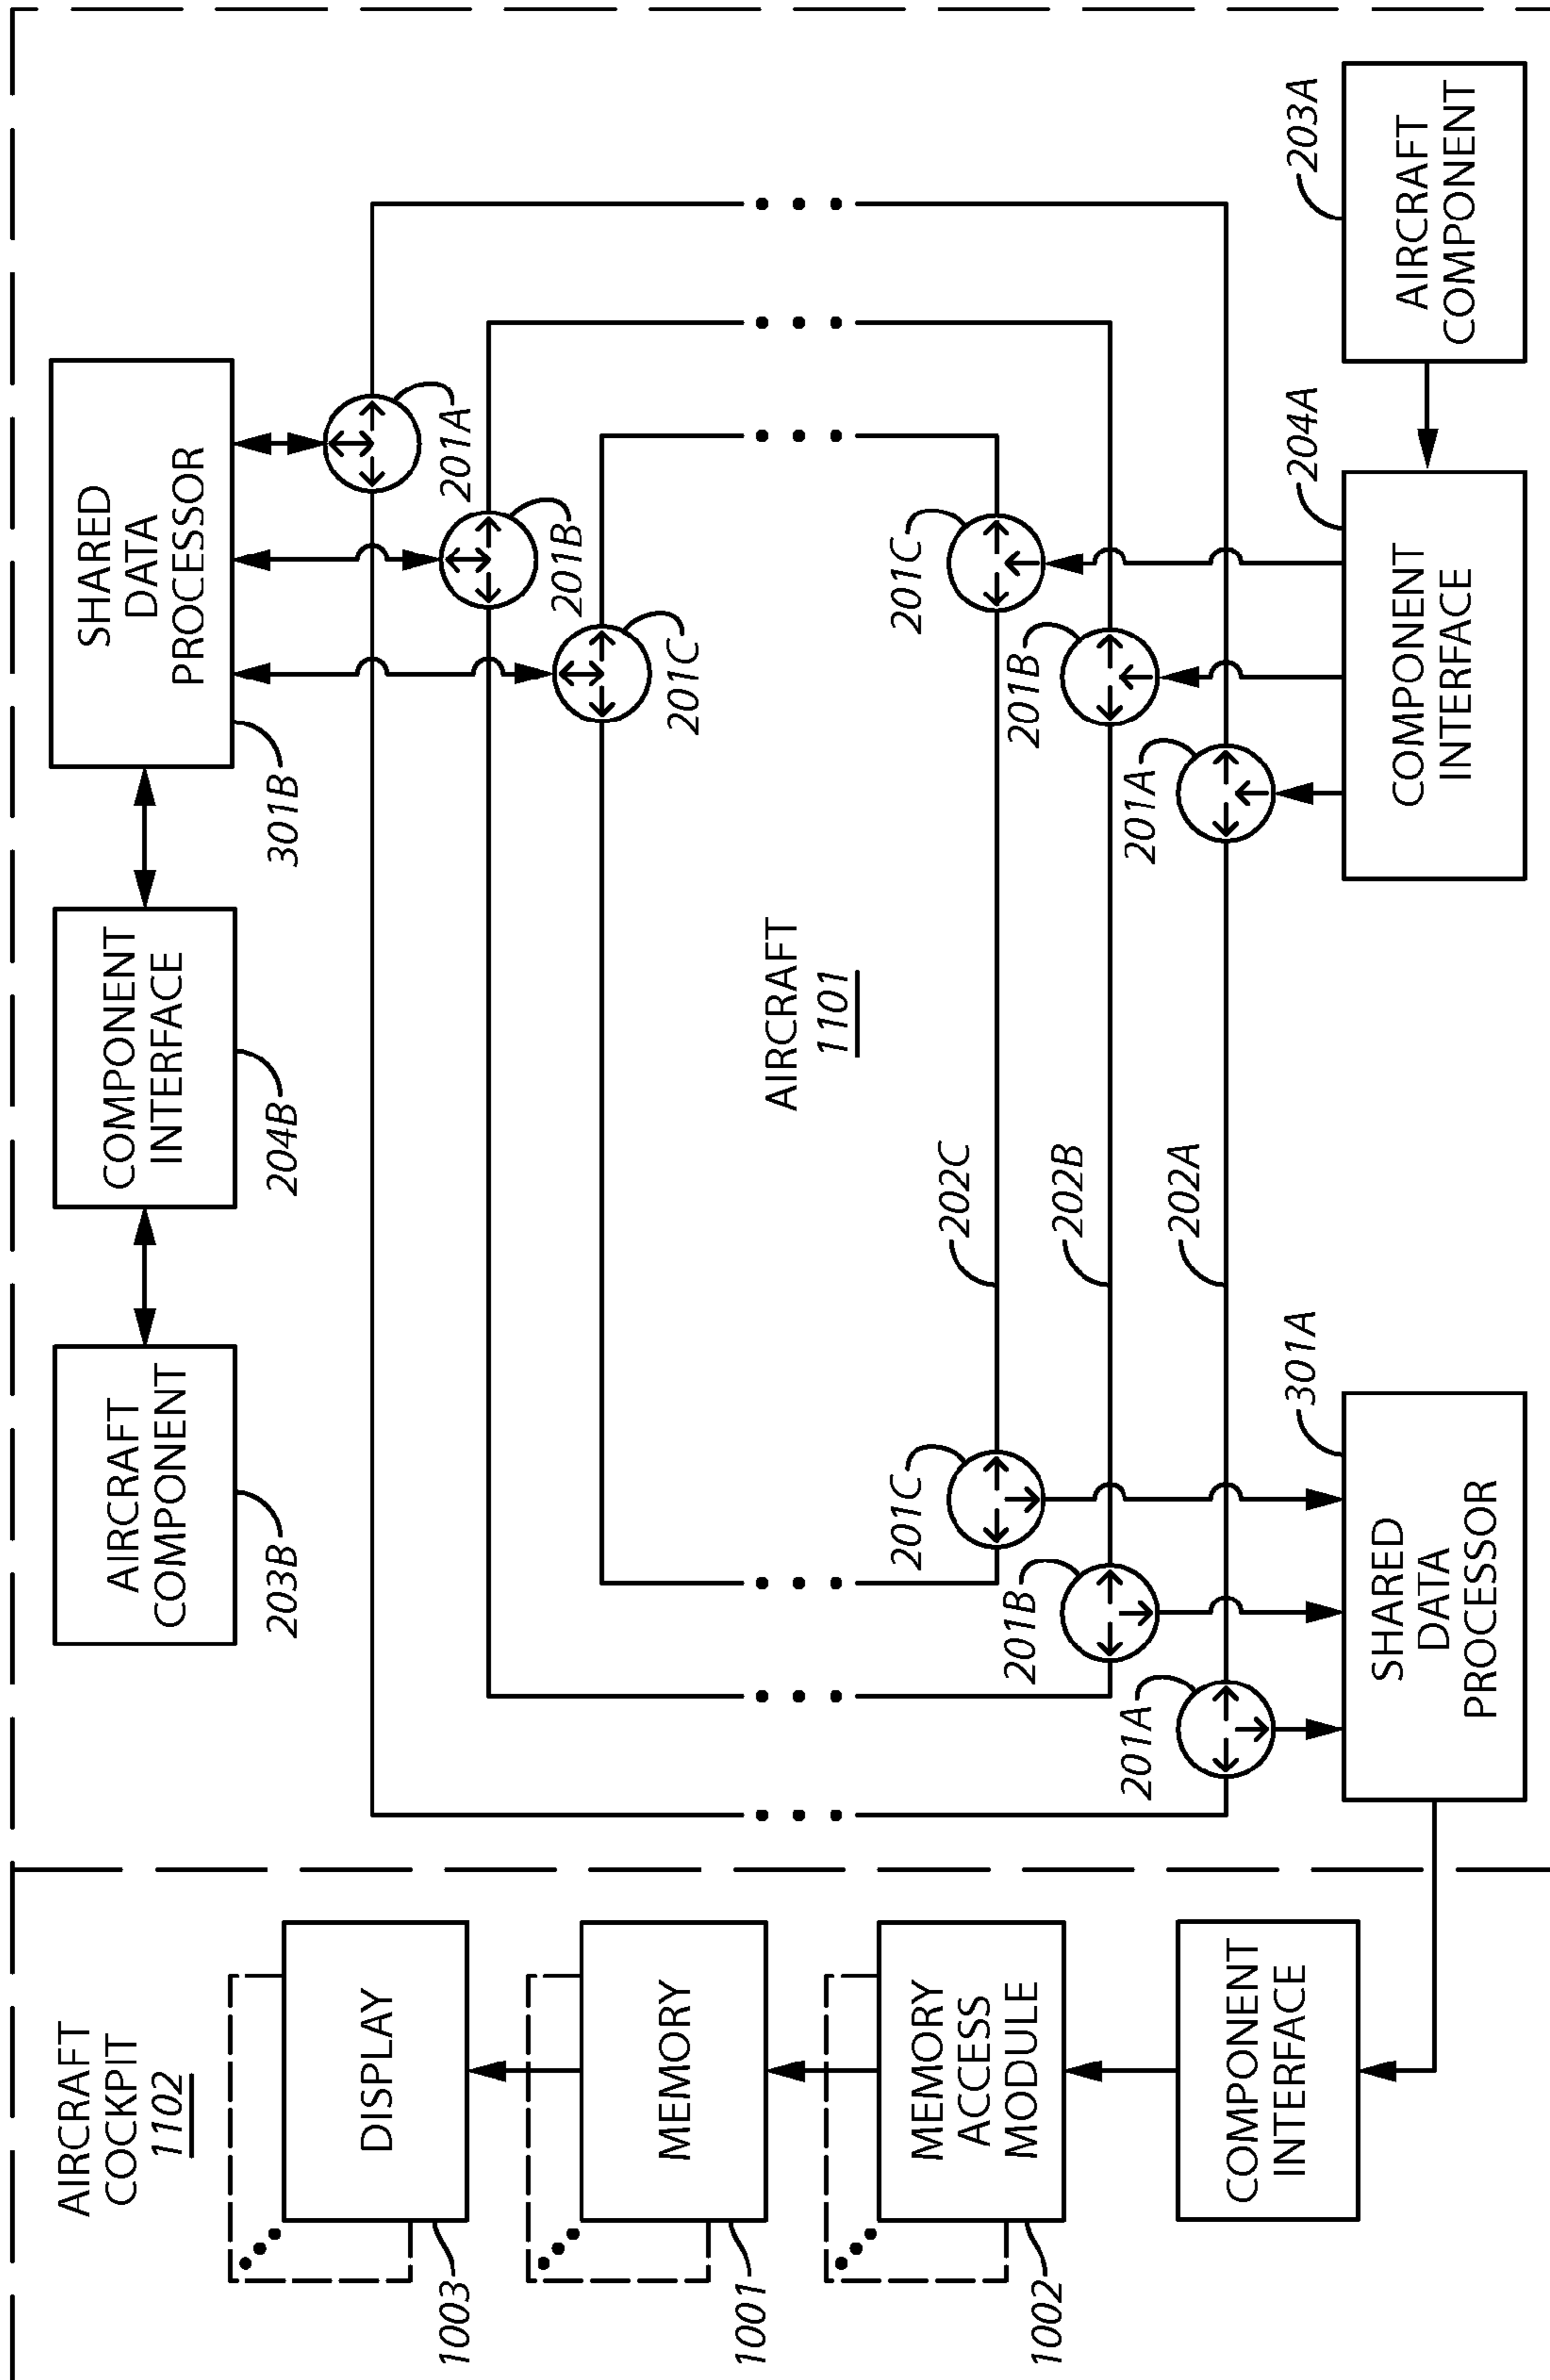 AIRCRAFT
COCKPIT
1102
DISPLAY
1003
MEMORY
1001
MEMORY
ACCESS
MODULE
1002
COMPONENT
INTERFACE
AIRCRAFT
COMPONENT
203B
COMPONENT
INTERFACE
204B
SHARED
DATA
PROCESSOR
301B
201A
201B
201C
AIRCRAFT
1101
202C
202B
202A
201C
201B
201A
201C
201B
201A
SHARED
DATA
PROCESSOR
301A
COMPONENT
INTERFACE
204A
AIRCRAFT
COMPONENT
203A